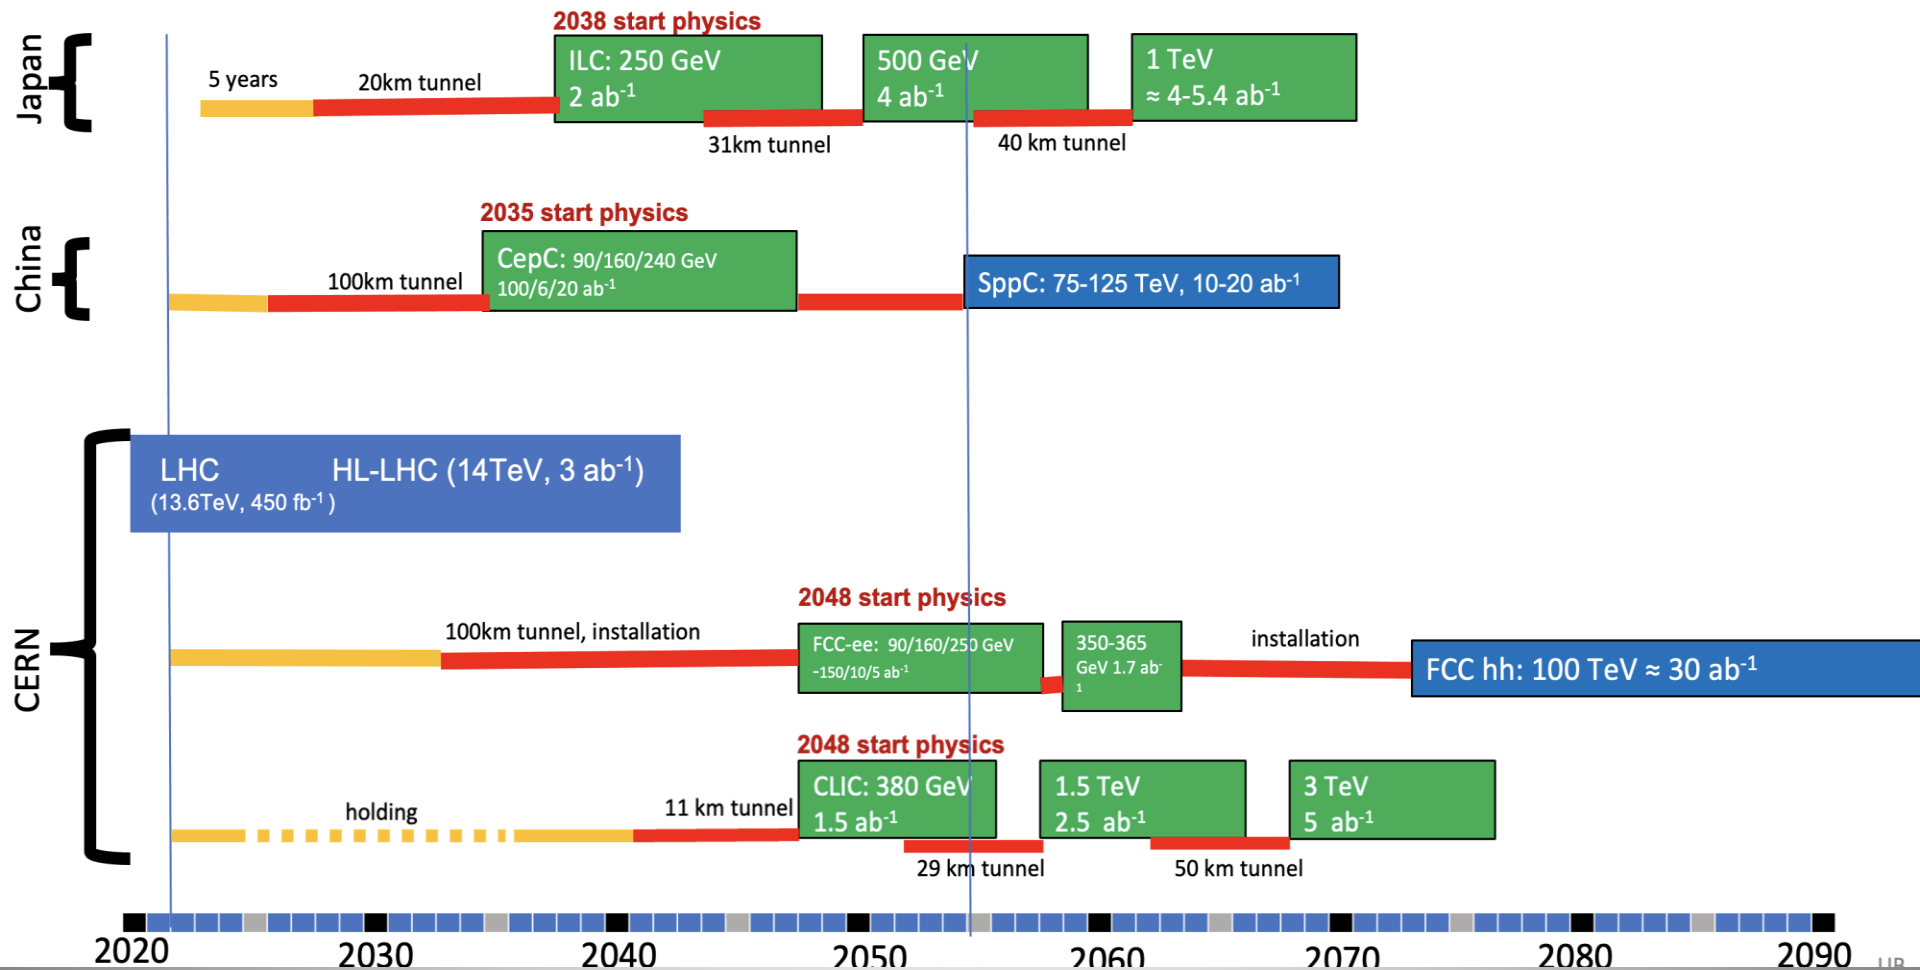 2038 start physics
Japan
5 years
20km tunnel
ILC: 250 GeV
2 ab-1
500 GeV
4 ab-1
1 TeV
≈ 4-5.4 ab-1
31km tunnel
40 km tunnel
2035 start physics
China
100km tunnel
CepC: 90/160/240 GeV
100/6/20 ab-1
SppC: 75-125 TeV, 10-20 ab-1
CERN
LHC
(13.6TeV, 450 fb-1 )
HL-LHC (14TeV, 3 ab-1)
2048 start physics
100km tunnel, installation
FCC-ee: 90/160/250 GeV
~150/10/5 ab-1
350-365
GeV 1.7 ab-
1
installation
FCC hh: 100 TeV ≈ 30 ab-1
2048 start physics
holding
11 km tunnel
CLIC: 380 GeV
1.5 ab-1
1.5 TeV
2.5 ab-1
3 TeV
5 ab-1
29 km tunnel
50 km tunnel
2020 2030 2040 2050 2060 2070 2080 2090